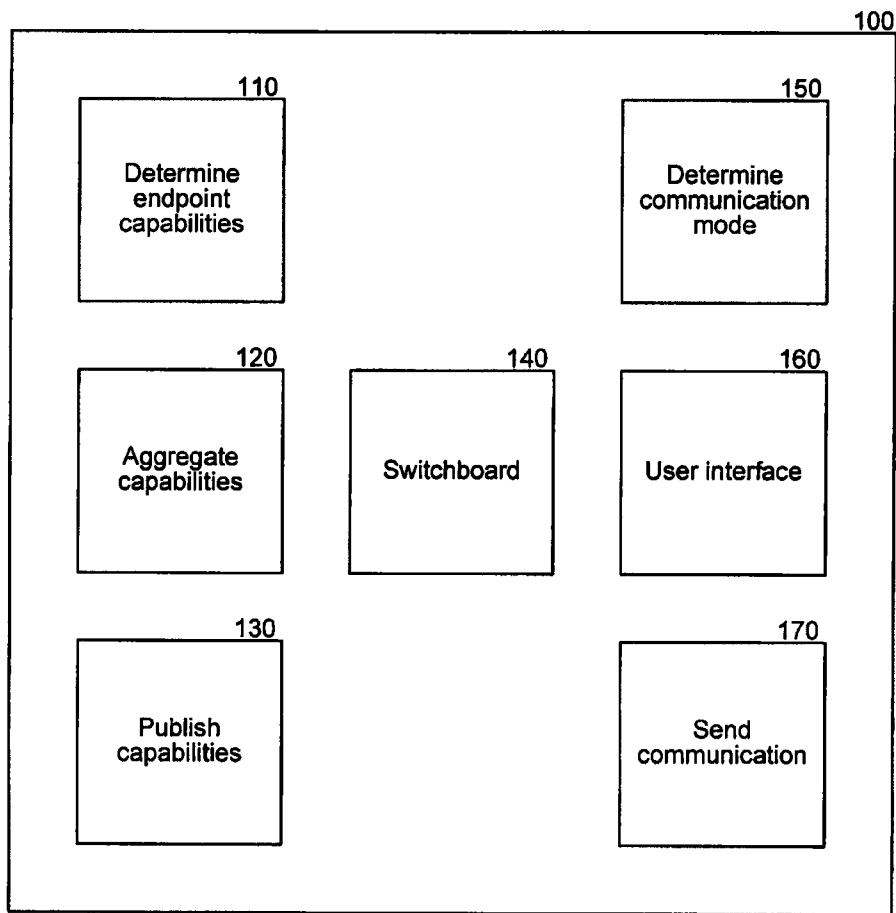 100
110
Determine
endpoint
capabilities
150
Determine
communication
mode
120
Aggregate
capabilities
140
Switchboard
160
User interface
130
Publish
capabilities
170
Send
communication